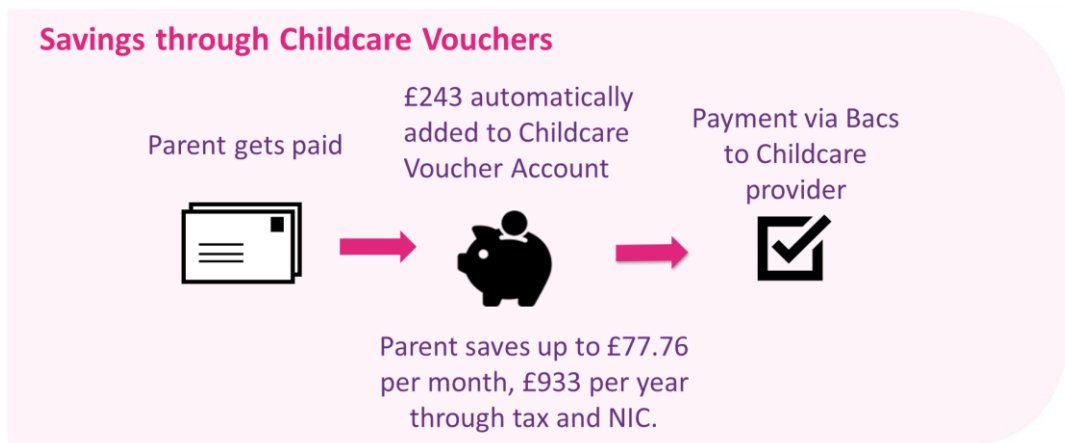 Savings through Childcare Vouchers
Parent gets paid
£243 automatically
added to Childcare
Voucher Account
Payment via Bacs
to Childcare
provider
Parent saves up to £77.76
per month, £933 per year
through tax and NIC.